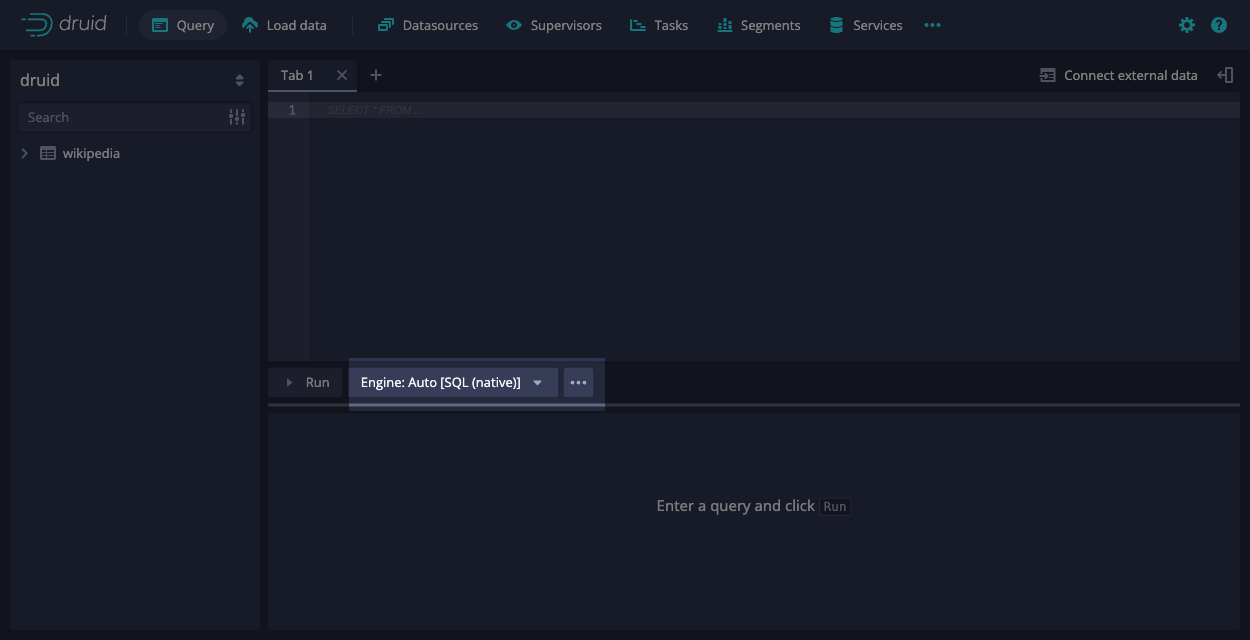 druid
Query
Load data
Datasources
Supervisors
Tasks
Segments
Services
druid
Search
wikipedia
Tab 1
Connect external data
1
SELECT * FROM ...
Run
Engine: Auto [SQL (native)]
Enter a query and click Run